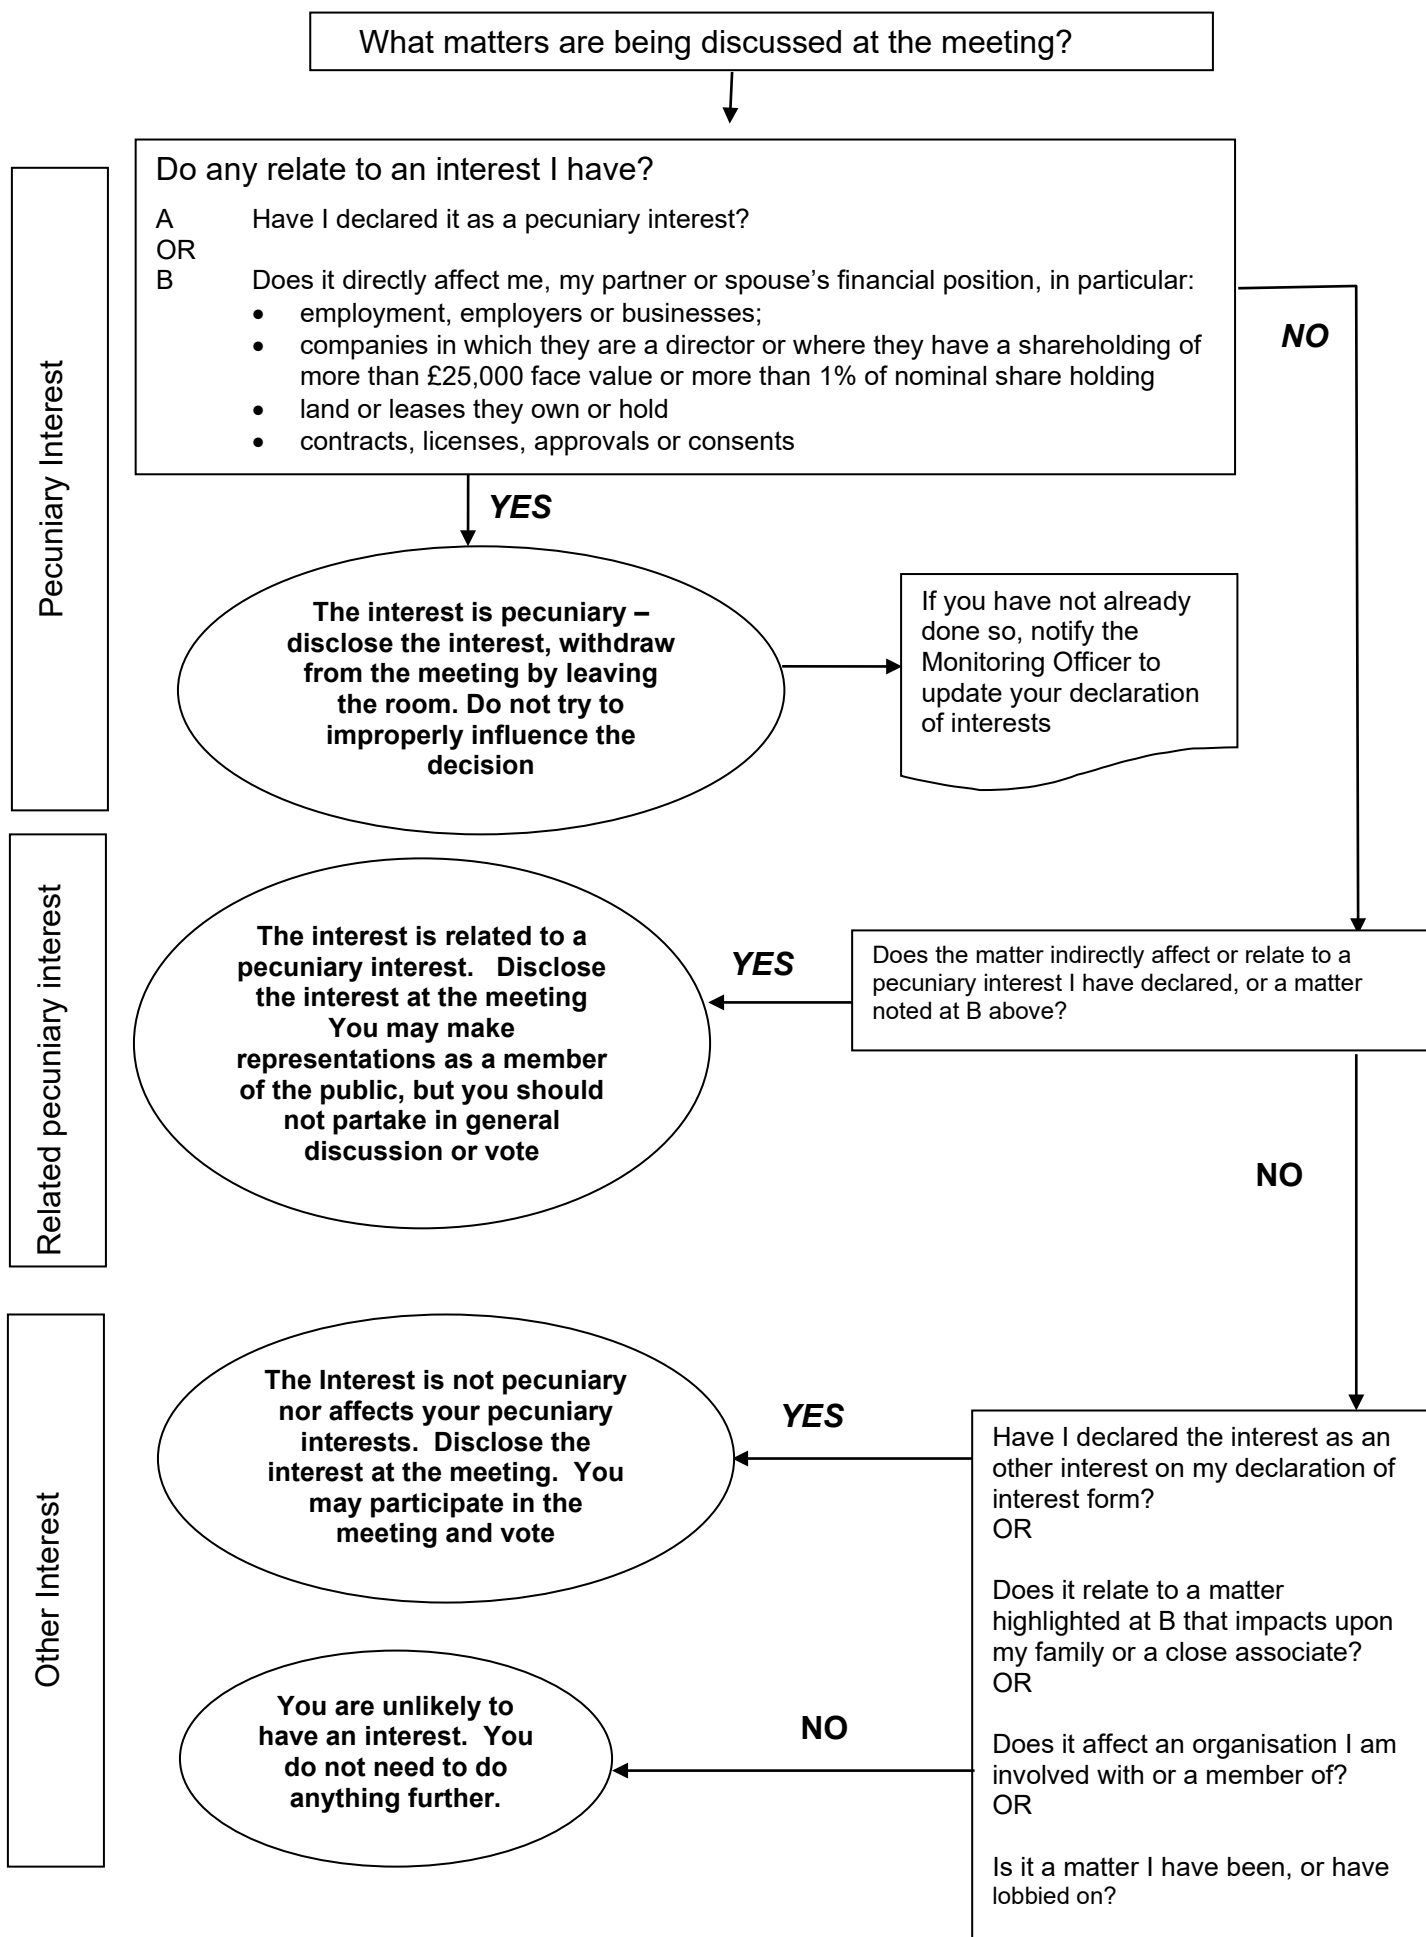 What matters are being discussed at the meeting?
Pecuniary Interest
Do any relate to an interest I have?
A Have I declared it as a pecuniary interest?
OR
B Does it directly affect me, my partner or spouse’s financial position, in particular:
• employment, employers or businesses;
• companies in which they are a director or where they have a shareholding of
more than £25,000 face value or more than 1% of nominal share holding
• land or leases they own or hold
• contracts, licenses, approvals or consents
NO
YES
The interest is pecuniary –
disclose the interest, withdraw
from the meeting by leaving
the room. Do not try to
improperly influence the
decision
If you have not already
done so, notify the
Monitoring Officer to
update your declaration
of interests
Related pecuniary interest
Does the matter indirectly affect or relate to a
pecuniary interest I have declared, or a matter
noted at B above?
YES
The interest is related to a
pecuniary interest. Disclose
the interest at the meeting
You may make
representations as a member
of the public, but you should
not partake in general
discussion or vote
NO
Other Interest
Have I declared the interest as an
other interest on my declaration of
interest form?
OR
Does it relate to a matter
highlighted at B that impacts upon
my family or a close associate?
OR
Does it affect an organisation I am
involved with or a member of?
OR
Is it a matter I have been, or have
lobbied on?
YES
The Interest is not pecuniary
nor affects your pecuniary
interests. Disclose the
interest at the meeting. You
may participate in the
meeting and vote
NO
You are unlikely to
have an interest. You
do not need to do
anything further.